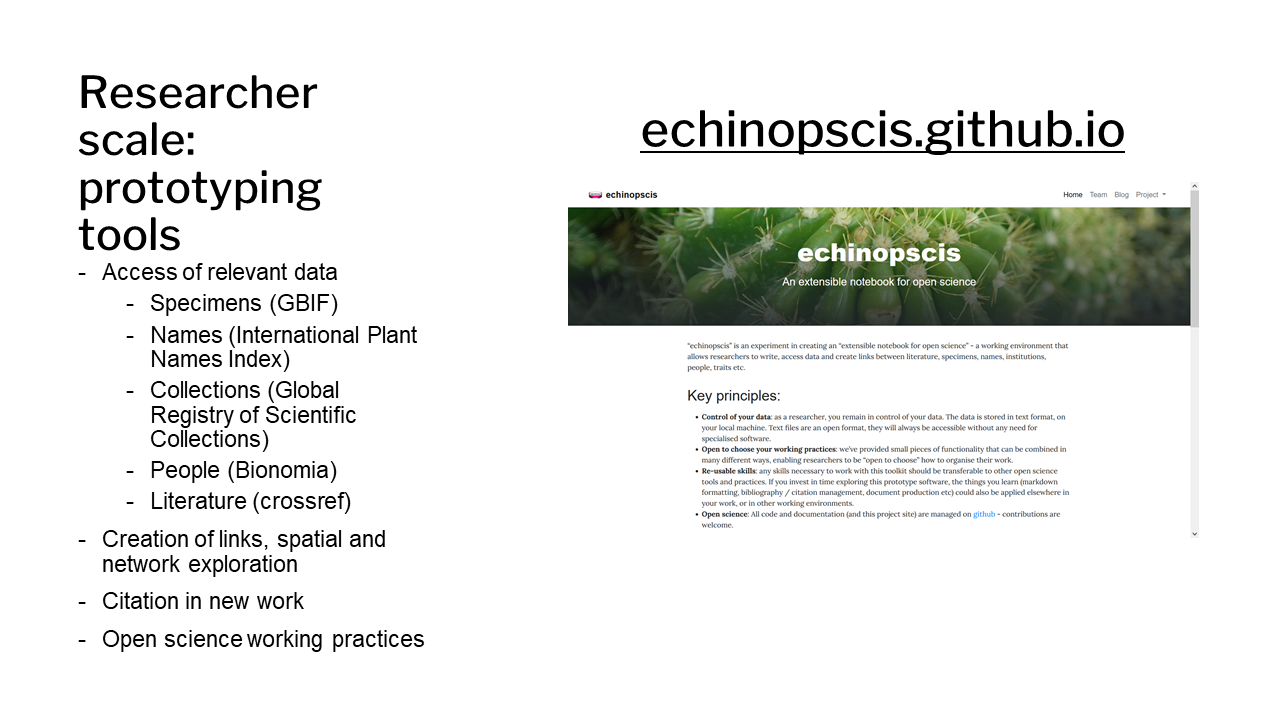 Researcher
scale:
prototyping
tools
- Access of relevant data
- Specimens (GBIF)
- Names (International Plant
Names Index)
- Collections (Global
Registry of Scientific
Collections)
- People (Bionomia)
- Literature (crossref)
- Creation of links, spatial and
network exploration
- Citation in new work
- Open science working practices
echinopscis.github.io
echinopscis
Home Team Blog Project
echinopscis
An extensible notebook for open science
"echinopscis" is an experiment in creating an "extensible notebook for open science" - a working environment that
allows researchers to write, access data and create links between literature, specimens, names, institutions,
people, traits etc.
Key principles:
• Control of your data: as a researcher, you remain in control of your data. The data is stored in text format, on
your local machine. Text files are an open format, they will always be accessible without any need for
specialised software.
• Open to choose your working practices: we've provided small pieces of functionality that can be combined in
many different ways, enabling researchers to be "open to choose" how to organise their work.
• Re-usable skills: any skills necessary to work with this toolkit should be transferable to other open science
tools and practices. If you invest in time exploring this prototype software, the things you learn (markdown
formatting, bibliography / citation management, document production etc) could also be applied elsewhere in
your work, or in other working environments.
• Open science: All code and documentation (and this project site) are managed on github - contributions are
welcome.